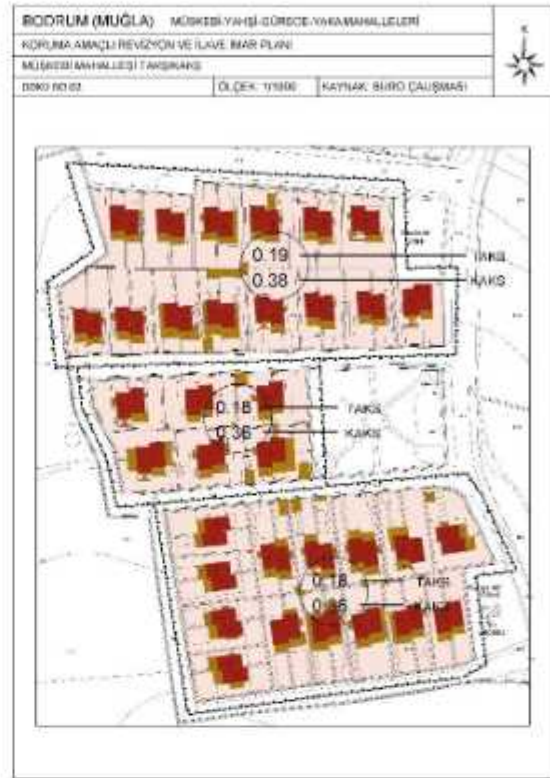 BODRUM (MUĞLA) MÜSKEBİ-YAHŞİ-GÜRECE-YAKA MAHALLELERİ
KORUMA AMAÇLI REVİZYON VE İLAVE İMAR PLANI
MÜSKEBİ MAHALLESİ TAKS/KAKS
ÖLÇEK: 1/1000 KAYNAK: BÜRO ÇALIŞMASI
0.19 TAKS
0.38 KAKS
0.18 TAKS
0.36 KAKS
0.18 TAKS
0.36 KAKS